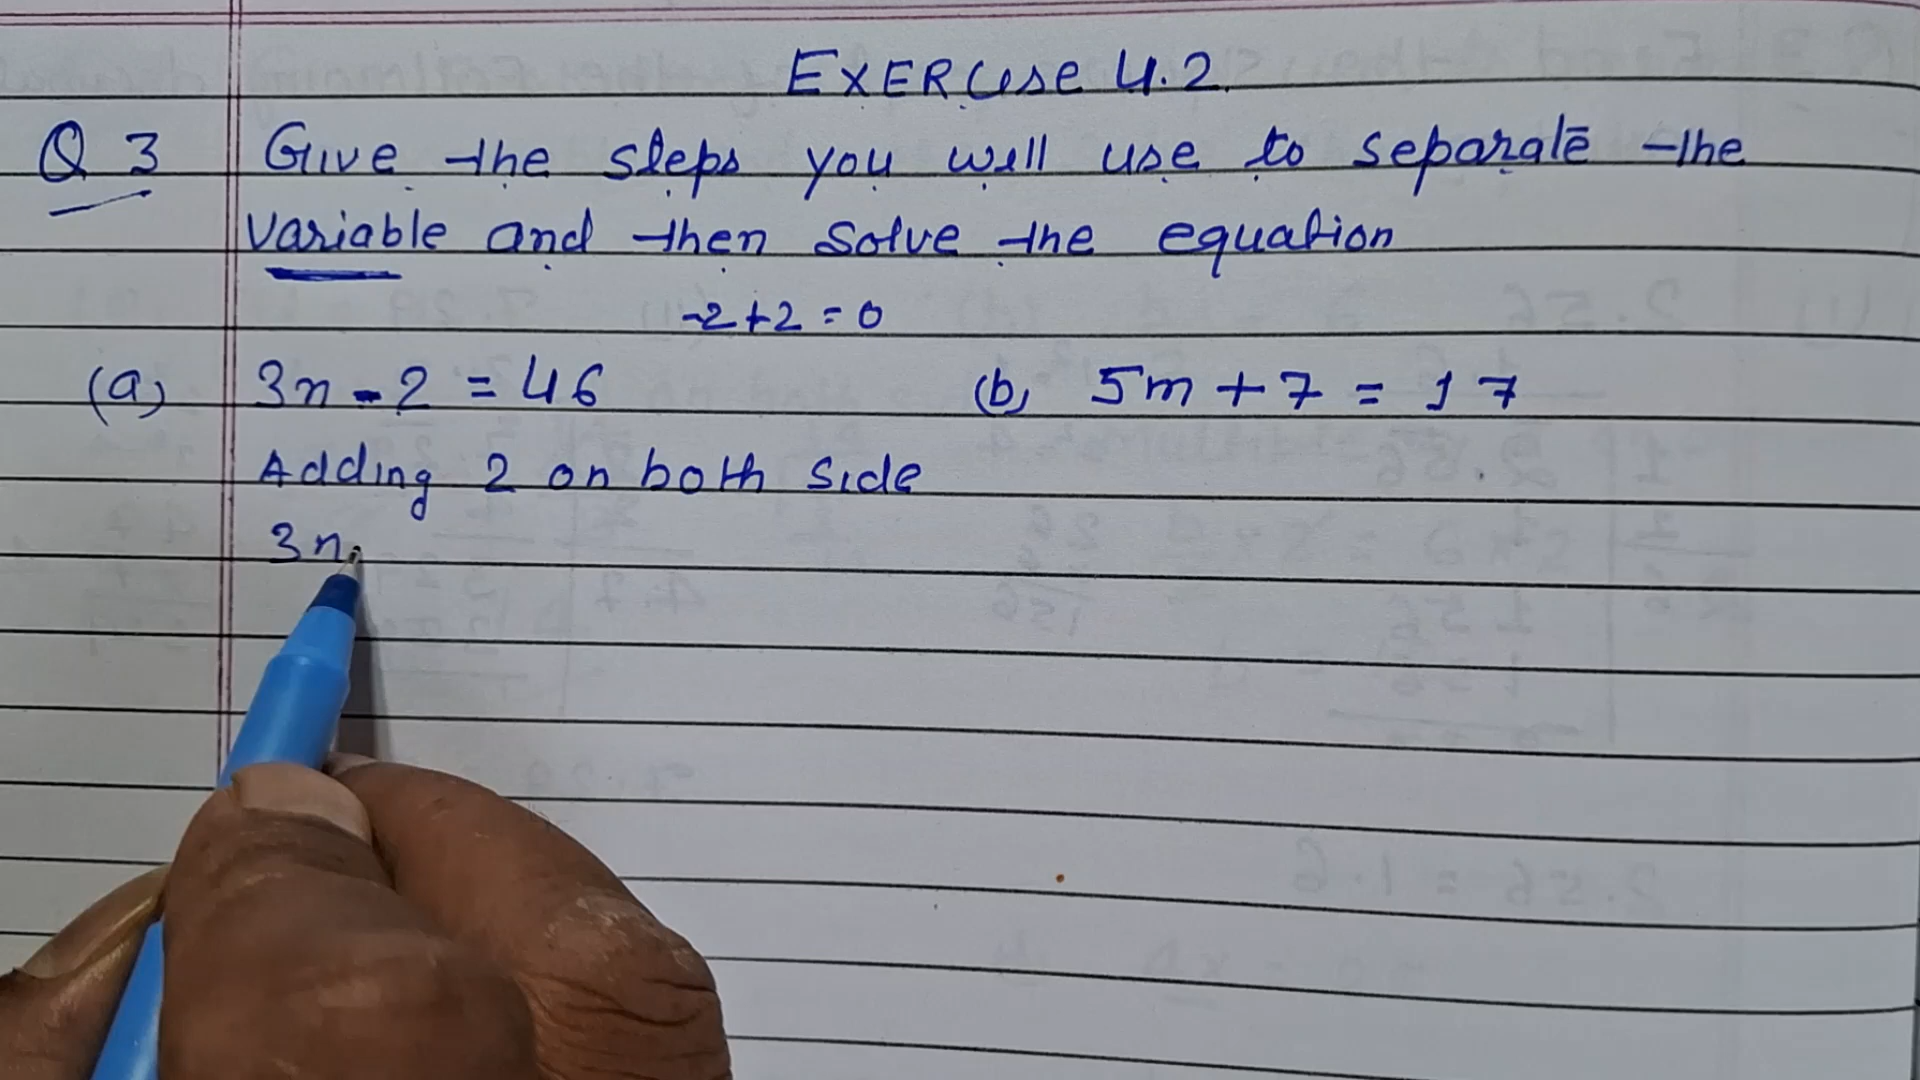 EXERCISE 4.2
Q 3 Give the steps you will use to separate the
variable and then solve the equation
-2+2=0
(a) 3n-2=46 (b) 5m+7=17
Adding 2 on both side
3n